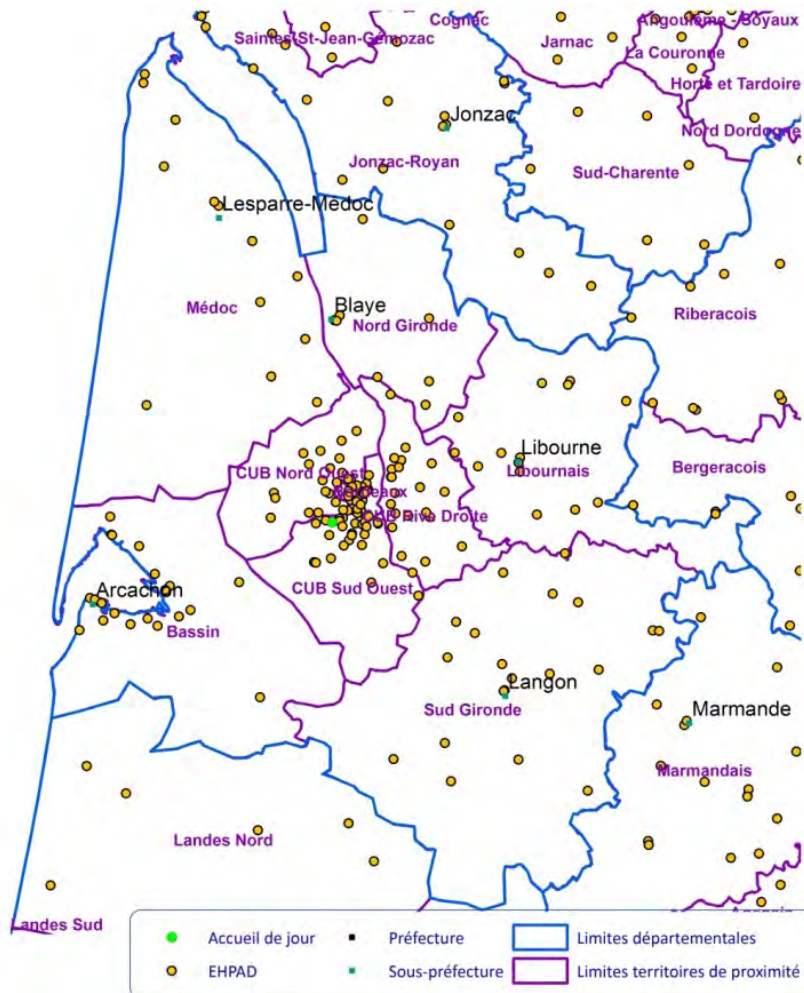 Cognac
Angoulême - Soyaux
Saintes-St-Jean-Gémozac
Jarnac
La Couronne
Horte et Tardoire
Jonzac
Nord Dordogne
Jonzac-Royan
Sud-Charente
Lesparre-Médoc
Médoc
Blaye
Nord Gironde
Riberacois
Libourne
Libournais
Bergeracois
CUB Nord Ouest
Bordeaux
CUB Rive Droite
CUB Sud Ouest
Arcachon
Bassin
Langon
Sud Gironde
Marmande
Marmandais
Landes Nord
Landes Sud
Accueil de jour
Préfecture
Limites départementales
EHPAD
Sous-préfecture
Limites territoires de proximité